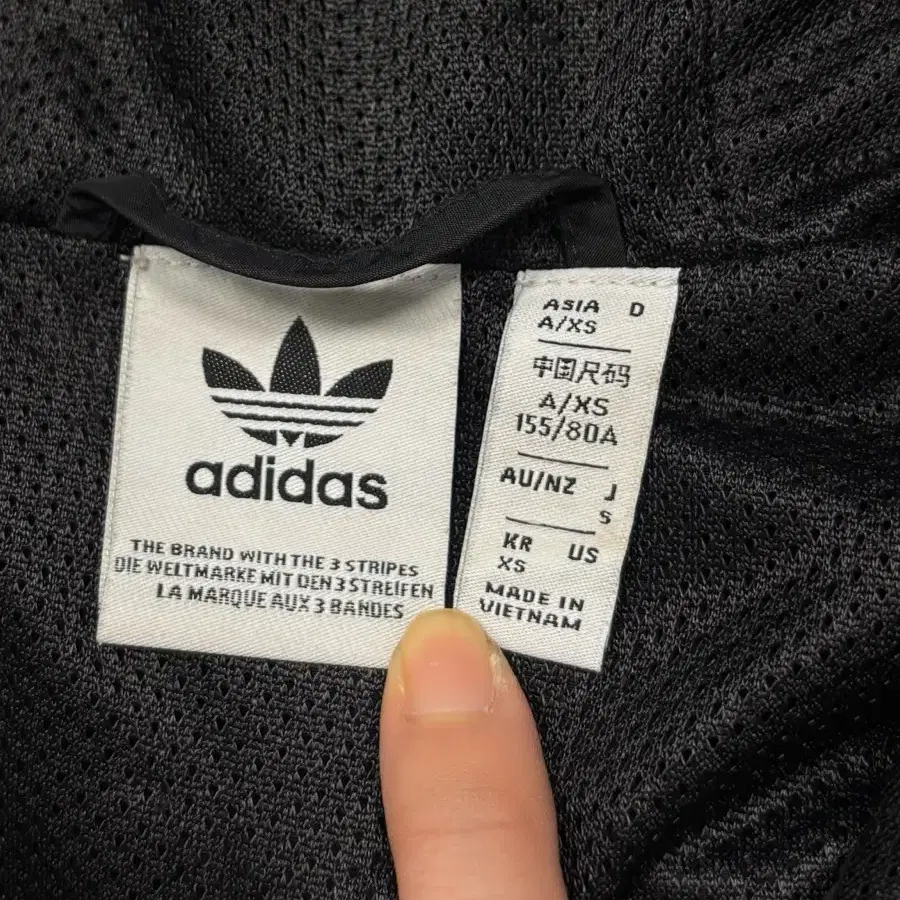 adidas
THE BRAND WITH THE 3 STRIPES
DIE WELTMARKE MIT DEN 3 STREIFEN
LA MARQUE AUX 3 BANDES
ASIA D
A/XS
中国尺码
A/XS
155/80A
AU/NZ J
S
KR US
XS
MADE IN
VIETNAM